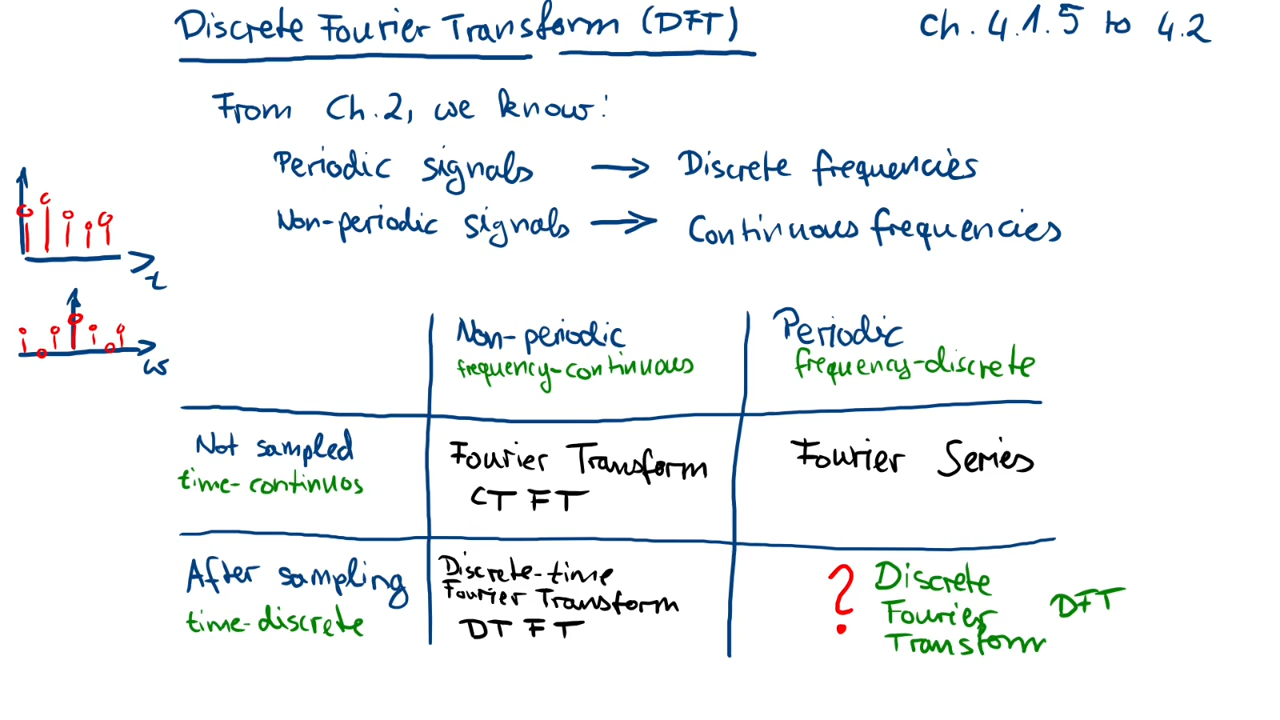 Discrete Fourier Transform (DFT) Ch. 4.1.5 to 4.2
From Ch.2, we know:
Periodic signals → Discrete frequencies
Non-periodic signals → Continuous frequencies
t
ω
Non-periodic Periodic
frequency-continuous frequency-discrete
Not sampled Fourier Transform Fourier Series
time-continuos CTFT
After sampling Discrete-time ? Discrete
time-discrete Fourier Transform Fourier DFT
DTFT Transform